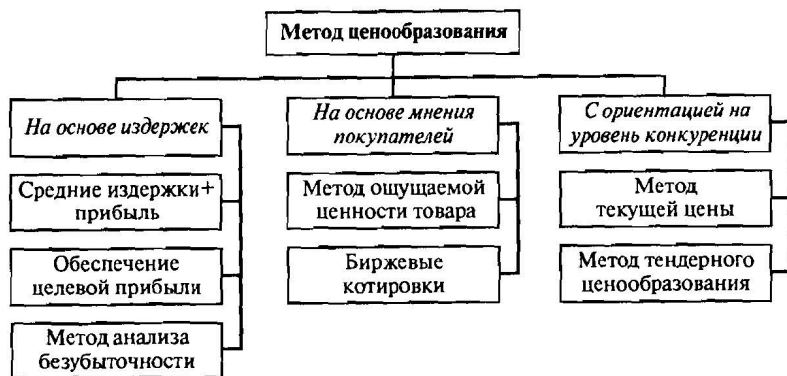 Метод ценообразования
На основе издержек
Средние издержки+
прибыль
Обеспечение
целевой прибыли
Метод анализа
безубыточности
На основе мнения
покупателей
Метод ощущаемой
ценности товара
Биржевые
котировки
С ориентацией на
уровень конкуренции
Метод
текущей цены
Метод тендерного
ценообразования